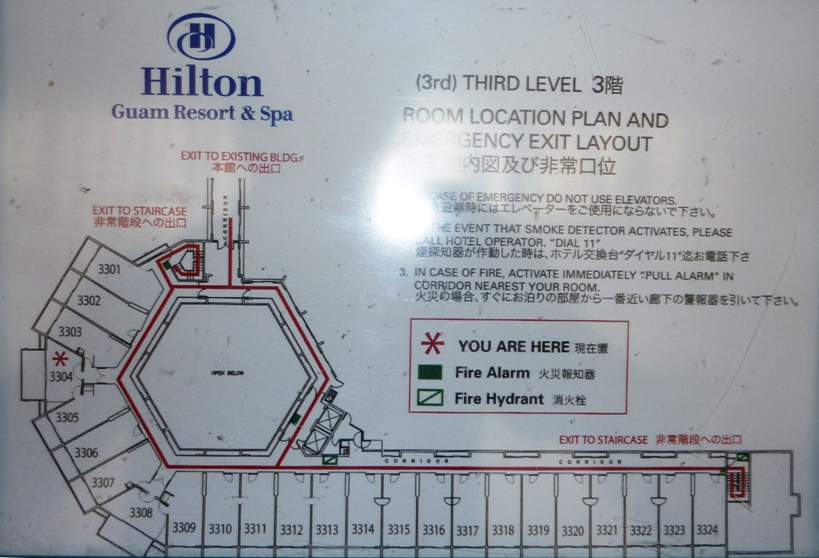 Hilton
Guam Resort & Spa
(3rd) THIRD LEVEL 3階
ROOM LOCATION PLAN AND
EMERGENCY EXIT LAYOUT
内図及び非常口位
CASE OF EMERGENCY DO NOT USE ELEVATORS.
時にはエレベーターをご使用にならないで下さい。
THE EVENT THAT SMOKE DETECTOR ACTIVATES, PLEASE
CALL HOTEL OPERATOR. "DIAL 11"
煙探知器が作動した時は、ホテル交換台"ダイヤル11"迄お電話下さ
3. IN CASE OF FIRE, ACTIVATE IMMEDIATELY "PULL ALARM" IN
CORRIDOR NEAREST YOUR ROOM.
火災の場合、すぐにお泊りの部屋から一番近い廊下の警報器を引いて下さい。
YOU ARE HERE 現在置
Fire Alarm 火災報知器
Fire Hydrant 消火栓
EXIT TO EXISTING BLDG.
本館への出口
CORRIDOR
EXIT TO STAIRCASE
非常階段への出口
3301
3302
3303
3304
3305
3306
3307
3308
OPEN BELOW
EXIT TO STAIRCASE 非常階段への出口
CORRIDOR CORRIDOR
3309 3310 3311 3312 3313 3314 3315 3316 3317 3318 3319 3320 3321 3322 3323 3324